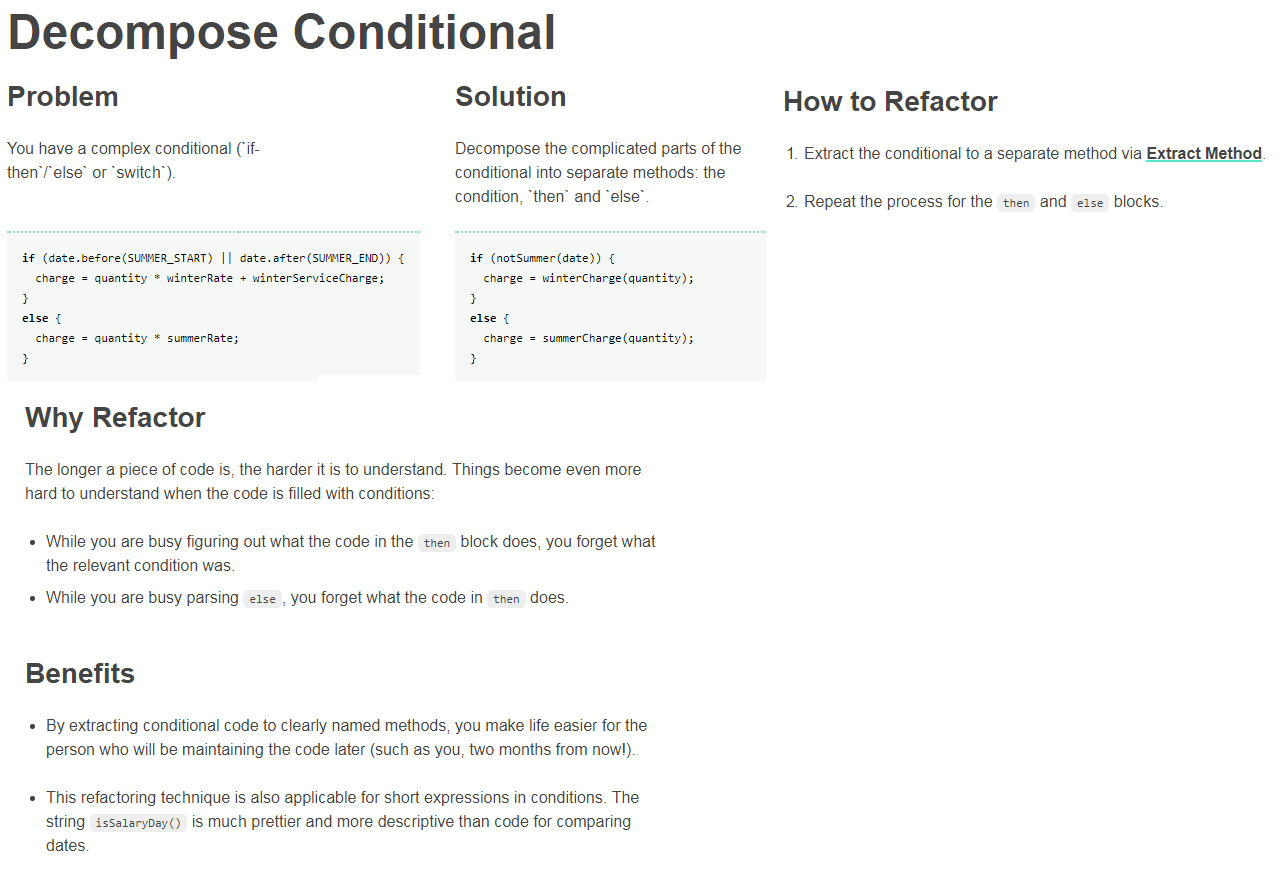 Decompose Conditional
Problem
You have a complex conditional (`if-
then`/`else` or `switch`).
if (date.before(SUMMER_START) || date.after(SUMMER_END)) {
  charge = quantity * winterRate + winterServiceCharge;
}
else {
  charge = quantity * summerRate;
}
Solution
Decompose the complicated parts of the
conditional into separate methods: the
condition, `then` and `else`.
if (notSummer(date)) {
  charge = winterCharge(quantity);
}
else {
  charge = summerCharge(quantity);
}
How to Refactor
1. Extract the conditional to a separate method via Extract Method.
2. Repeat the process for the then and else blocks.
Why Refactor
The longer a piece of code is, the harder it is to understand. Things become even more
hard to understand when the code is filled with conditions:
• While you are busy figuring out what the code in the then block does, you forget what
the relevant condition was.
• While you are busy parsing else, you forget what the code in then does.
Benefits
• By extracting conditional code to clearly named methods, you make life easier for the
person who will be maintaining the code later (such as you, two months from now!).
• This refactoring technique is also applicable for short expressions in conditions. The
string isSalaryDay() is much prettier and more descriptive than code for comparing
dates.